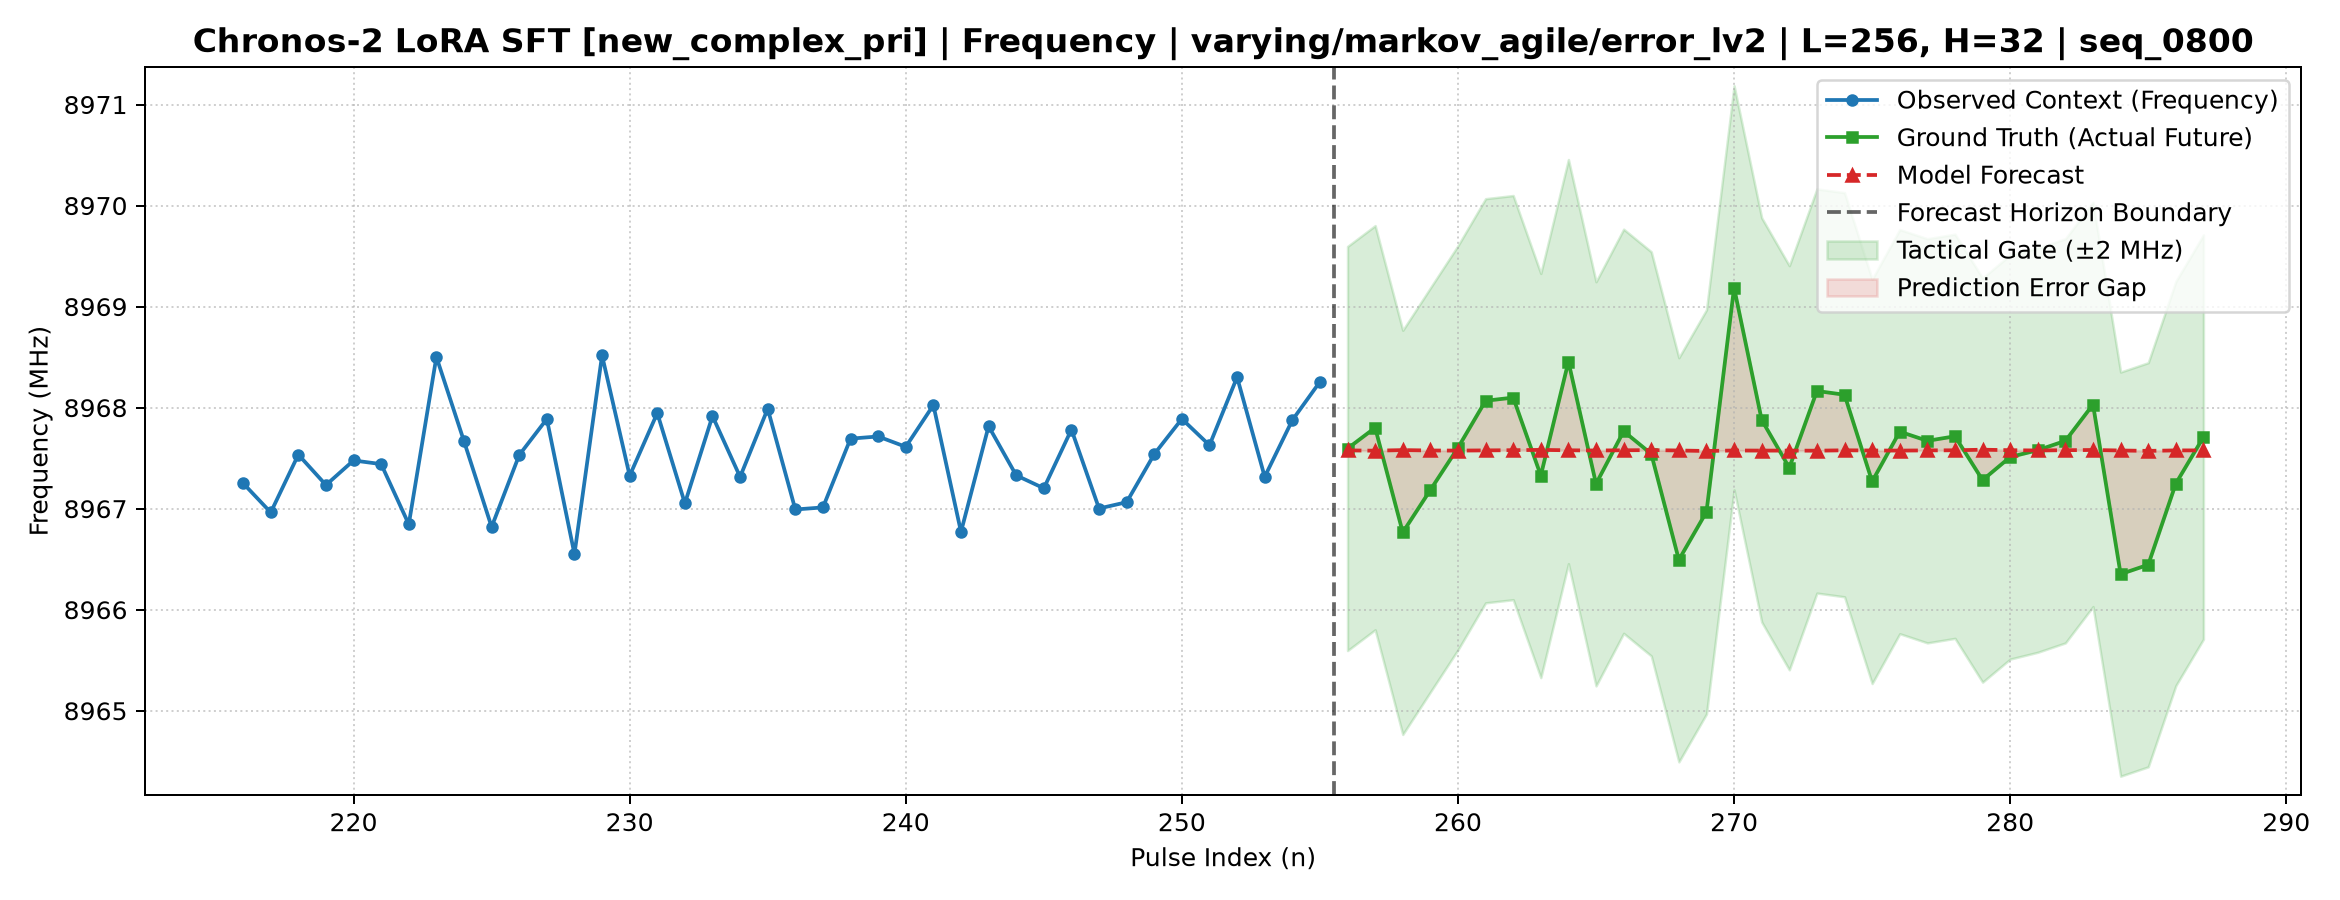 Chronos-2 LoRA SFT [new_complex_pri] | Frequency | varying/markov_agile/error_lv2 | L=256, H=32 | seq_0800
Frequency (MHz)
8971
8970
8969
8968
8967
8966
8965
Observed Context (Frequency)
Ground Truth (Actual Future)
Model Forecast
Forecast Horizon Boundary
Tactical Gate (±2 MHz)
Prediction Error Gap
220 230 240 250 260 270 280 290
Pulse Index (n)